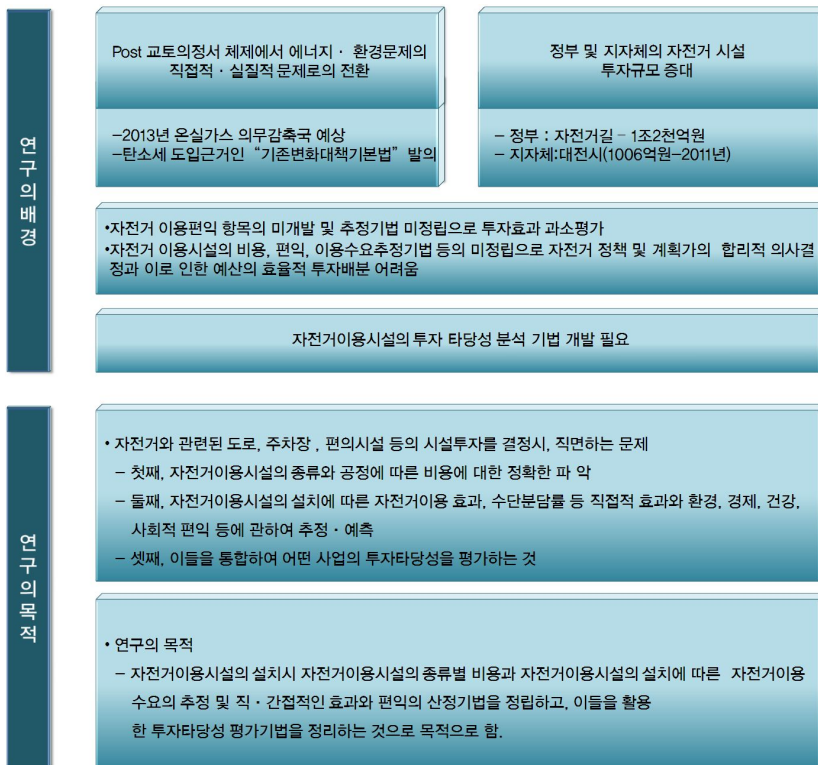 연구의배경
Post 교토의정서 체제에서 에너지 · 환경문제의
직접적 · 실질적 문제로의 전환
정부 및 지자체의 자전거 시설
투자규모 증대
-2013년 온실가스 의무감축국 예상
-탄소세 도입근거인 “기존변화대책기본법” 발의
- 정부 : 자전거길 - 1조2천억원
- 지자체:대전시(1006억원-2011년)
•자전거 이용편익 항목의 미개발 및 추정기법 미정립으로 투자효과 과소평가
•자전거 이용시설의 비용, 편익, 이용수요추정기법 등의 미정립으로 자전거 정책 및 계획가의 합리적 의사결
정과 이로 인한 예산의 효율적 투자배분 어려움
자전거이용시설의 투자 타당성 분석 기법 개발 필요
연구의목적
• 자전거와 관련된 도로, 주차장 , 편의시설 등의 시설투자를 결정시, 직면하는 문제
- 첫째, 자전거이용시설의 종류와 공정에 따른 비용에 대한 정확한 파 악
- 둘째, 자전거이용시설의 설치에 따른 자전거이용 효과, 수단분담률 등 직접적 효과와 환경, 경제, 건강,
사회적 편익 등에 관하여 추정 · 예측
- 셋째, 이들을 통합하여 어떤 사업의 투자타당성을 평가하는 것
• 연구의 목적
- 자전거이용시설의 설치시 자전거이용시설의 종류별 비용과 자전거이용시설의 설치에 따른 자전거이용
수요의 추정 및 직 · 간접적인 효과와 편익의 산정기법을 정립하고, 이들을 활용
한 투자타당성 평가기법을 정리하는 것으로 목적으로 함.